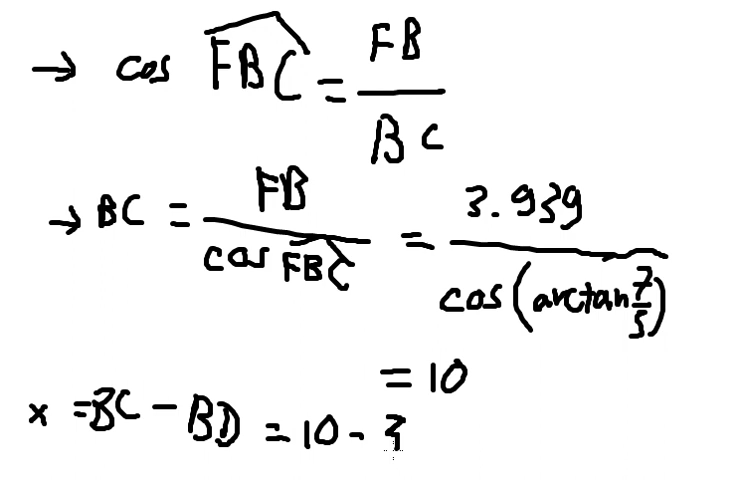 → cos FBC = FB / BC
→ BC = FB / cos FBC = 3.939 / cos(arctan 7/5)
= 10
x = BC - BD = 10 - 3